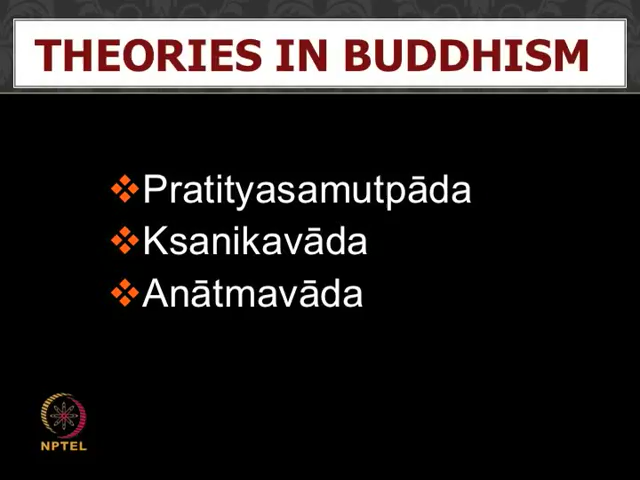 THEORIES IN BUDDHISM
Pratityasamutpāda
Ksanikavāda
Anātmavāda
NPTEL